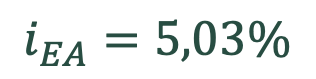 i_EA = 5,03%